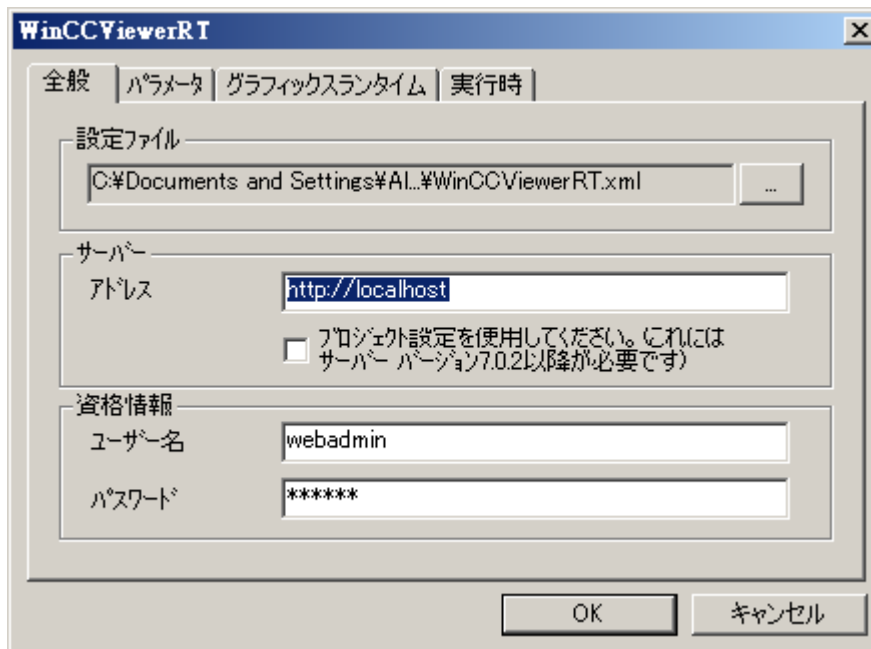 WinCCViewerRT
全般 パラメータ グラフィックスランタイム 実行時
設定ファイル
C:¥Documents and Settings¥Al...¥WinCCViewerRT.xml ...
サーバー
アドレス http://localhost
プロジェクト設定を使用してください。(これには
サーバー バージョン7.0.2以降が必要です)
資格情報
ユーザー名 webadmin
パスワード ******
OK キャンセル